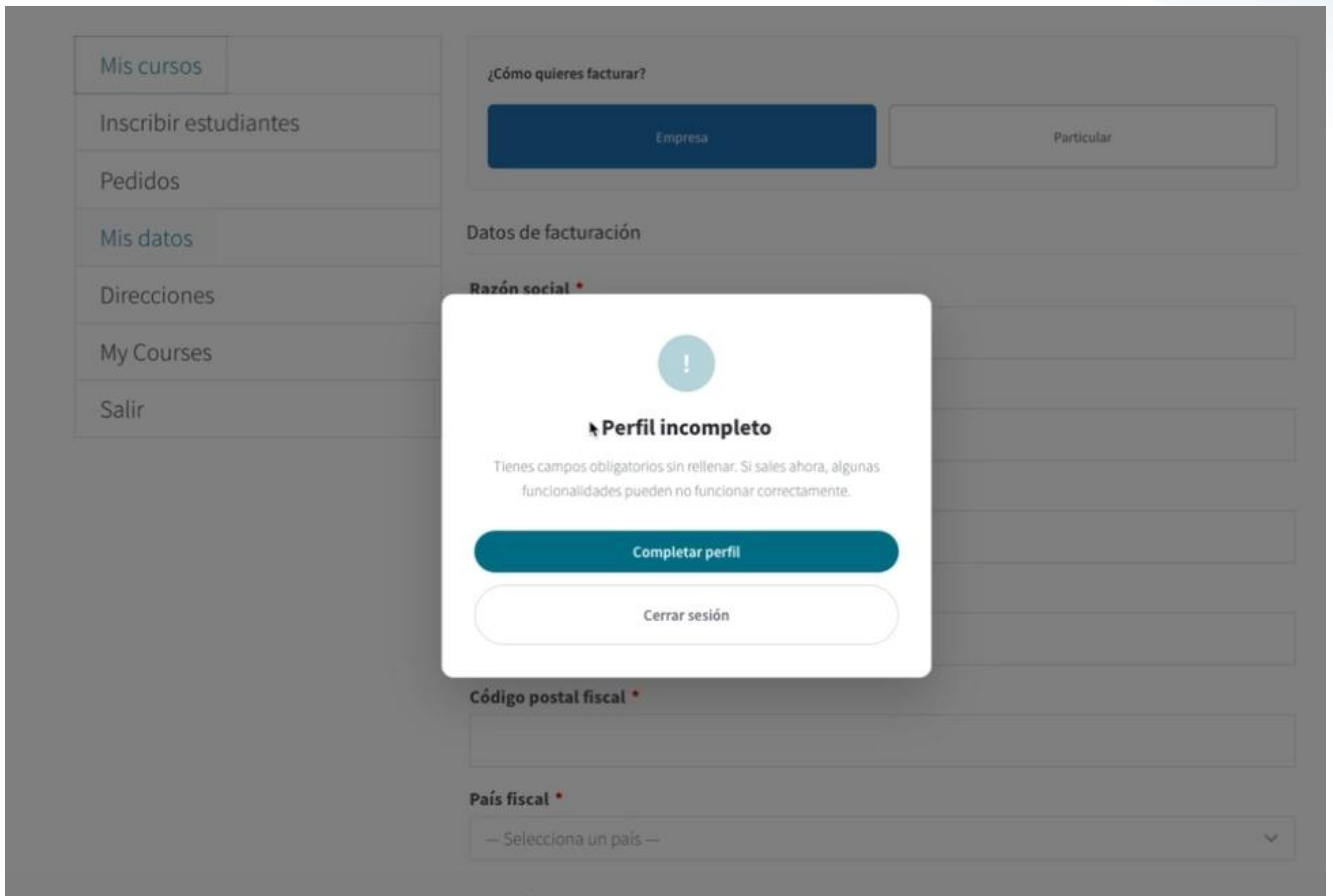 Mis cursos
Inscribir estudiantes
Pedidos
Mis datos
Direcciones
My Courses
Salir
¿Cómo quieres facturar?
Empresa
Particular
Datos de facturación
Razón social *
!
Perfil incompleto
Tienes campos obligatorios sin rellenar. Si sales ahora, algunas
funcionalidades pueden no funcionar correctamente.
Completar perfil
Cerrar sesión
Código postal fiscal *
País fiscal *
— Selecciona un país —